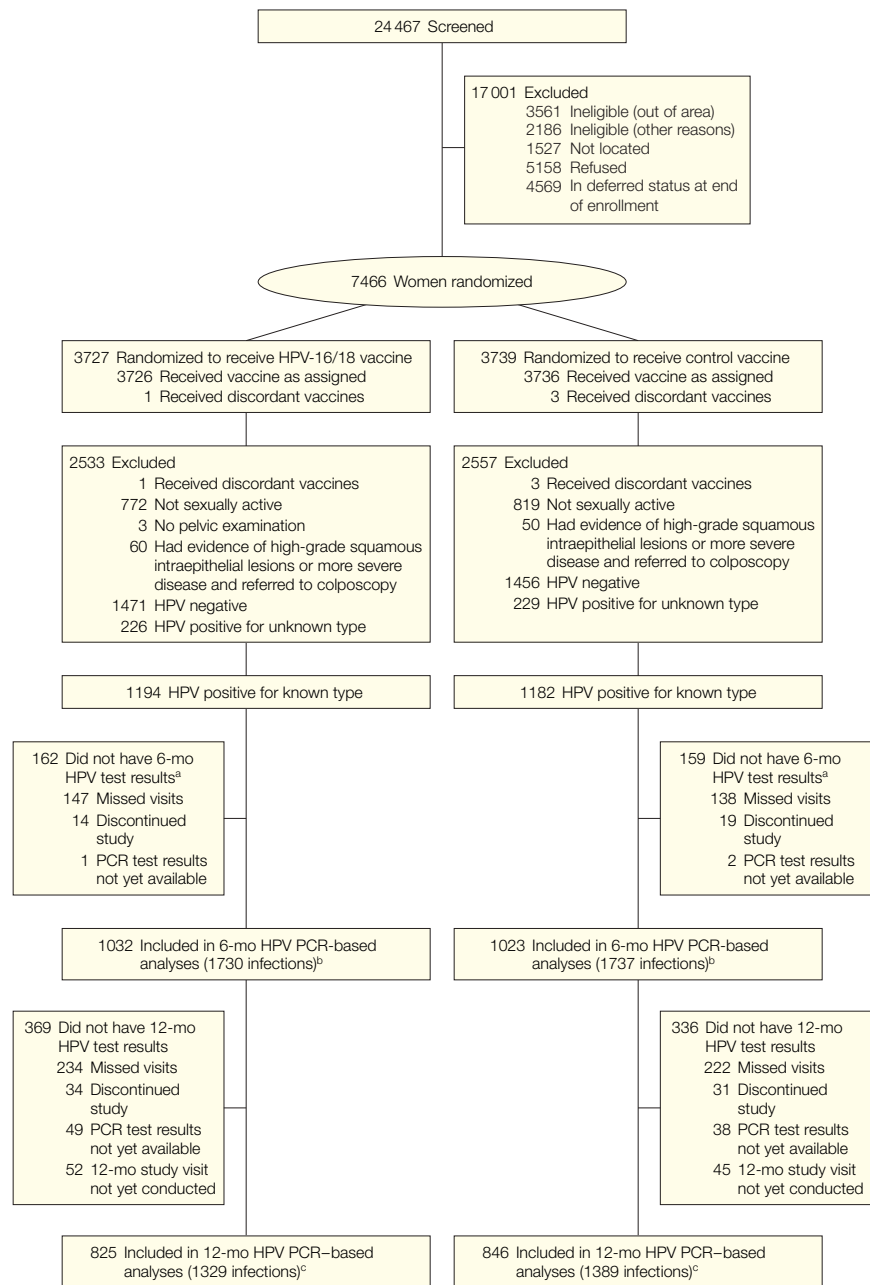 24 467 Screened
17 001 Excluded
3561 Ineligible (out of area)
2186 Ineligible (other reasons)
1527 Not located
5158 Refused
4569 In deferred status at end
of enrollment
7466 Women randomized
3727 Randomized to receive HPV-16/18 vaccine
3726 Received vaccine as assigned
1 Received discordant vaccines
3739 Randomized to receive control vaccine
3736 Received vaccine as assigned
3 Received discordant vaccines
2533 Excluded
1 Received discordant vaccines
772 Not sexually active
3 No pelvic examination
60 Had evidence of high-grade squamous
intraepithelial lesions or more severe
disease and referred to colposcopy
1471 HPV negative
226 HPV positive for unknown type
2557 Excluded
3 Received discordant vaccines
819 Not sexually active
50 Had evidence of high-grade squamous
intraepithelial lesions or more severe
disease and referred to colposcopy
1456 HPV negative
229 HPV positive for unknown type
1194 HPV positive for known type
1182 HPV positive for known type
162 Did not have 6-mo
HPV test results<sup>a</sup>
147 Missed visits
14 Discontinued
study
1 PCR test results
not yet available
159 Did not have 6-mo
HPV test results<sup>a</sup>
138 Missed visits
19 Discontinued
study
2 PCR test results
not yet available
1032 Included in 6-mo HPV PCR-based
analyses (1730 infections)<sup>b</sup>
1023 Included in 6-mo HPV PCR-based
analyses (1737 infections)<sup>b</sup>
369 Did not have 12-mo
HPV test results
234 Missed visits
34 Discontinued
study
49 PCR test results
not yet available
52 12-mo study visit
not yet conducted
336 Did not have 12-mo
HPV test results
222 Missed visits
31 Discontinued
study
38 PCR test results
not yet available
45 12-mo study visit
not yet conducted
825 Included in 12-mo HPV PCR–based
analyses (1329 infections)<sup>c</sup>
846 Included in 12-mo HPV PCR–based
analyses (1389 infections)<sup>c</sup>